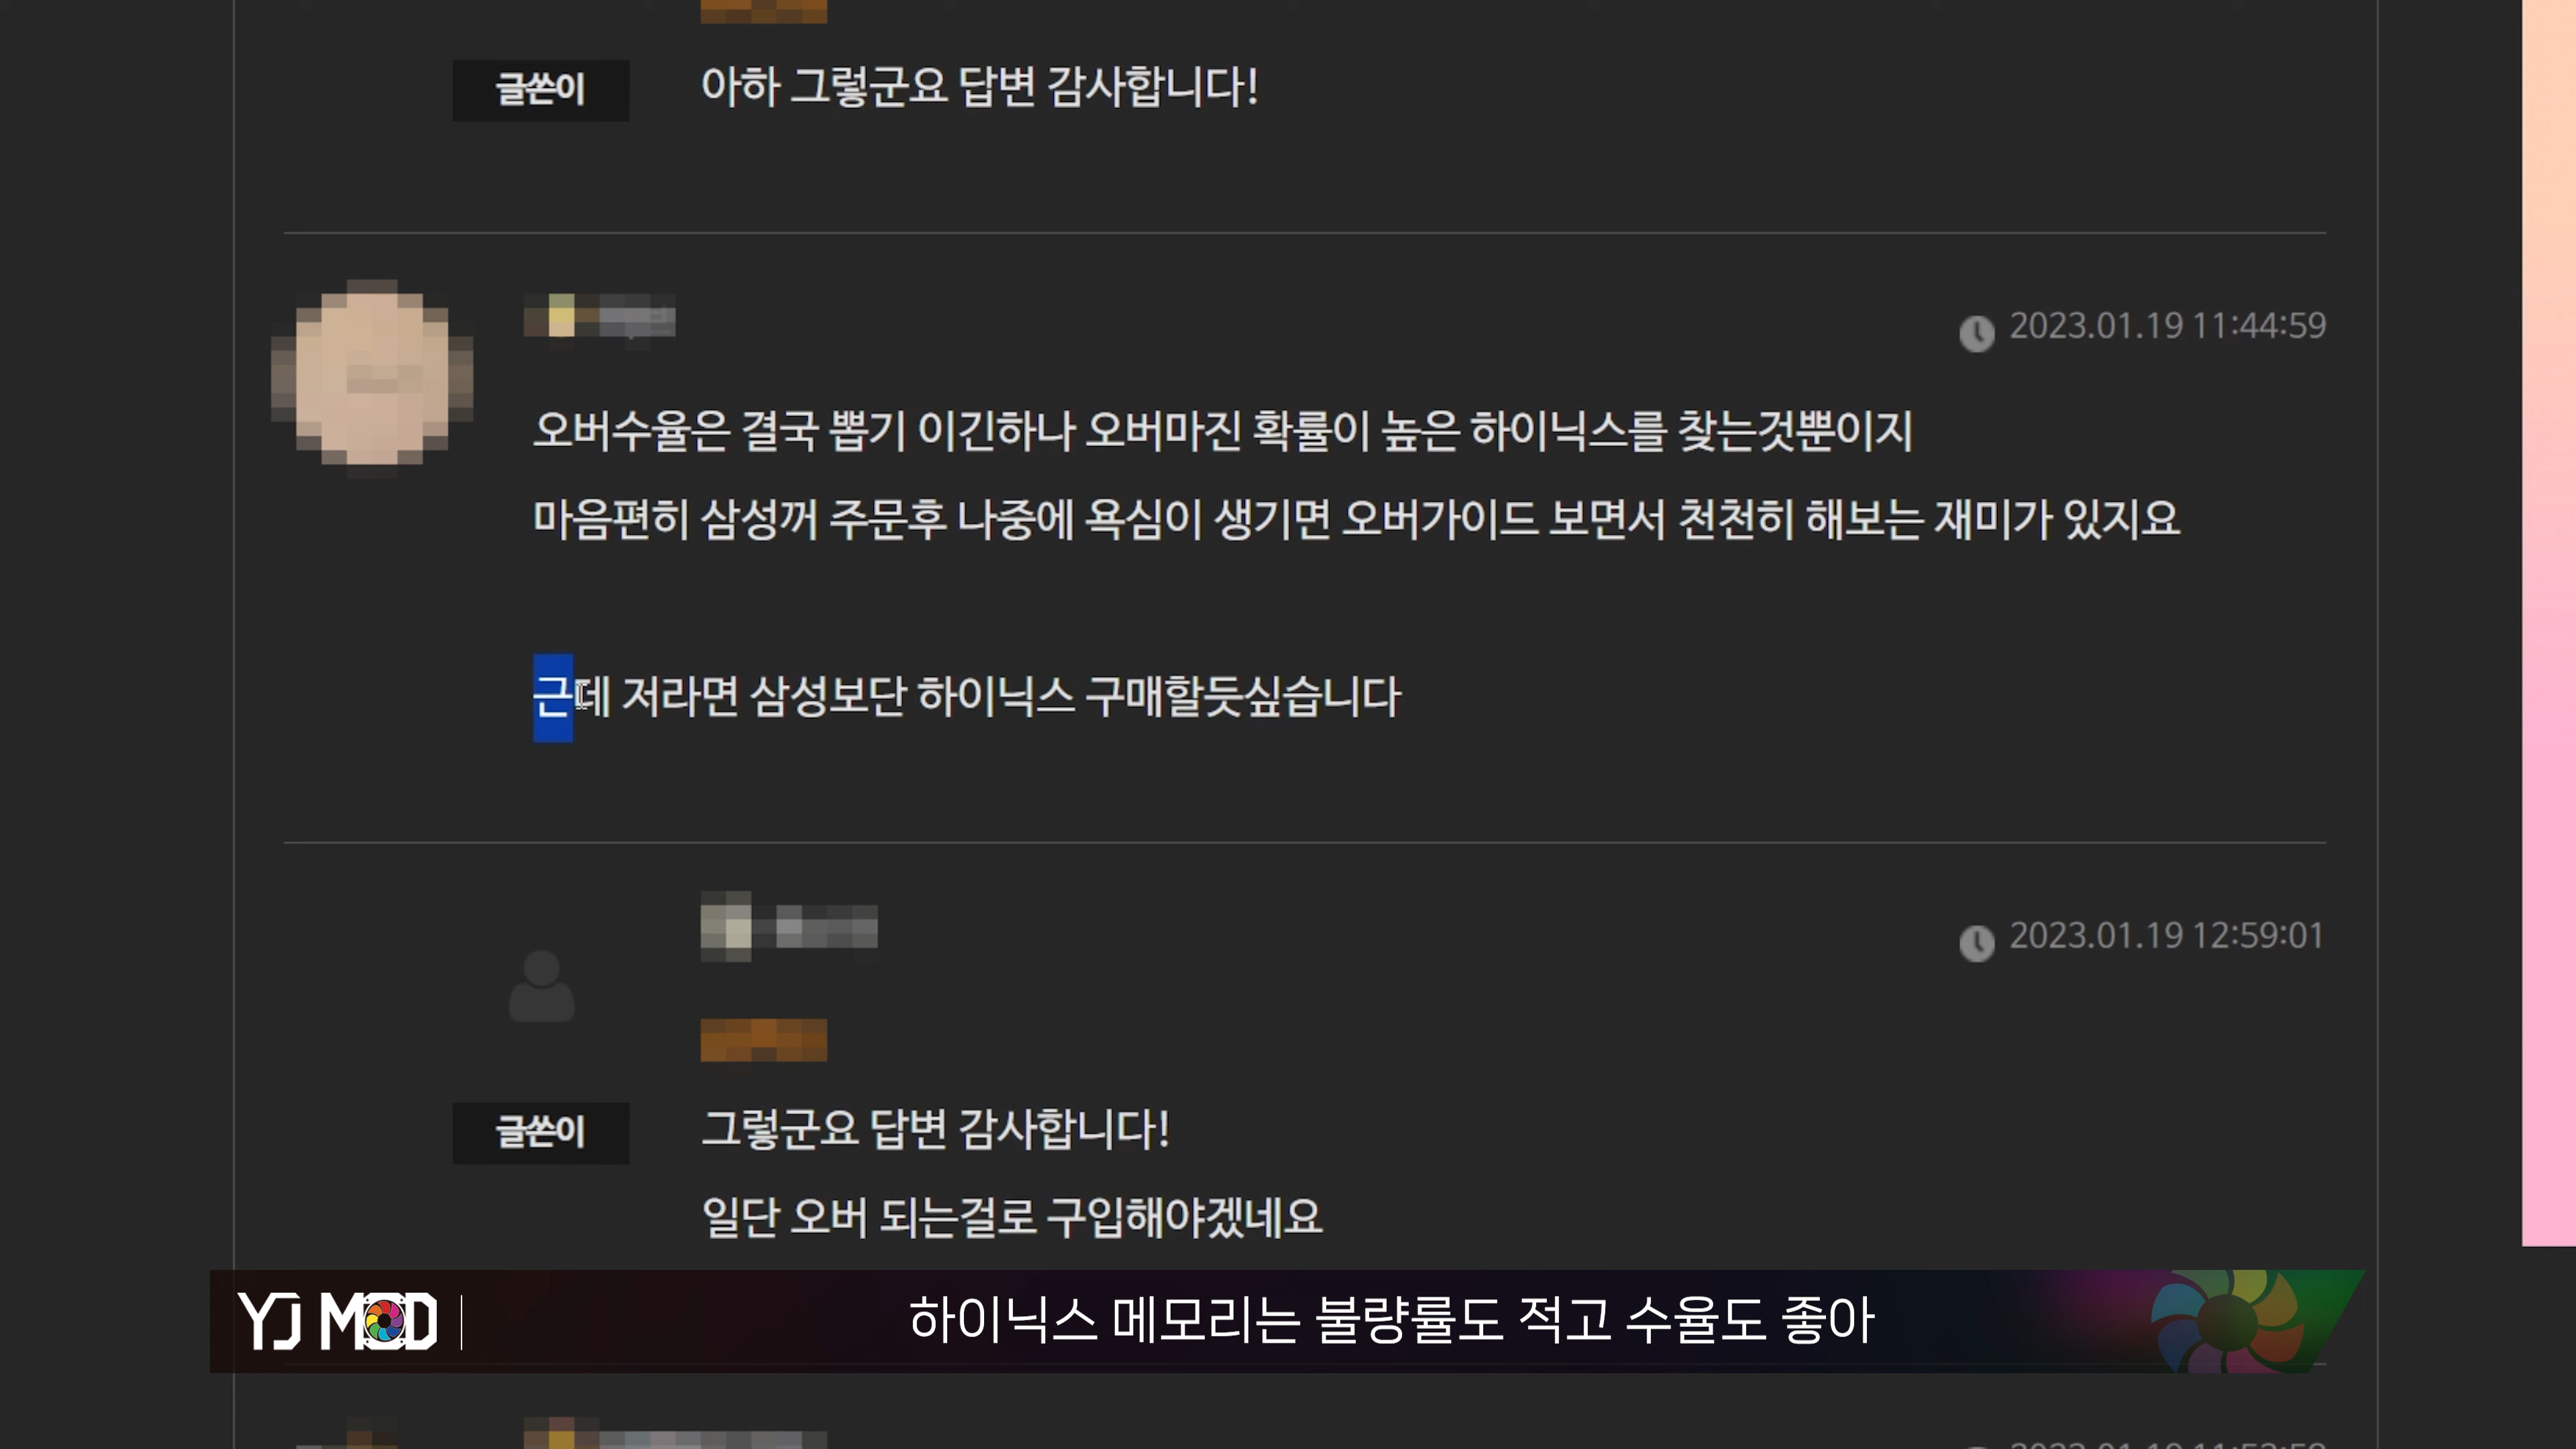 아하 그렇군요 답변 감사합니다!
글쓴이
2023.01.19 11:44:59
오버수율은 결국 뽑기 이긴하나 오버마진 확률이 높은 하이닉스를 찾는것뿐이지
마음편히 삼성꺼 주문후 나중에 욕심이 생기면 오버가이드 보면서 천천히 해보는 재미가 있지요
근데 저라면 삼성보단 하이닉스 구매할듯싶습니다
2023.01.19 12:59:01
글쓴이
그렇군요 답변 감사합니다!
일단 오버 되는걸로 구입해야겠네요
YJ MOD
하이닉스 메모리는 불량률도 적고 수율도 좋아